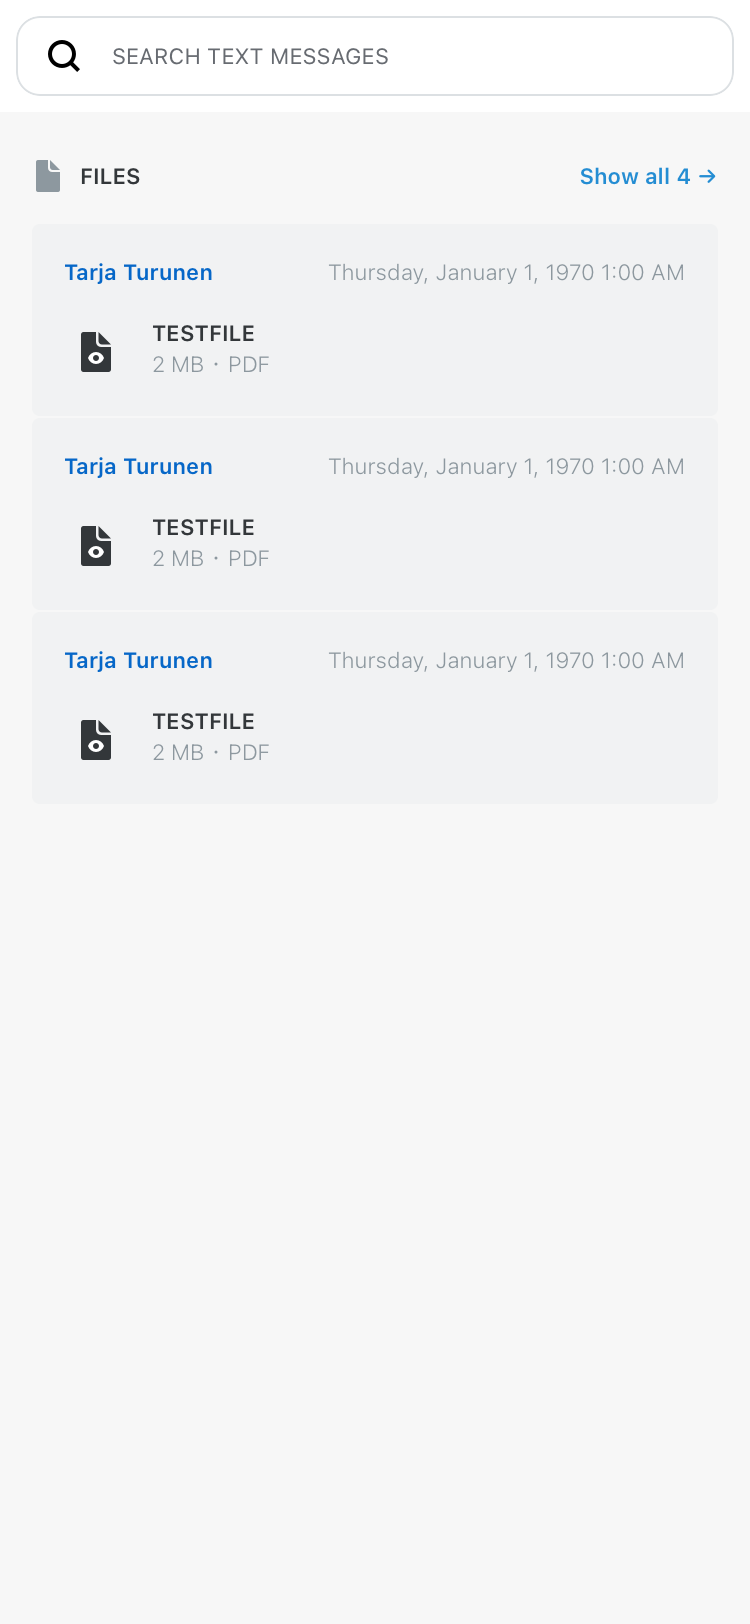 SEARCH TEXT MESSAGES
FILES
Show all 4 →
Tarja Turunen
Thursday, January 1, 1970 1:00 AM
TESTFILE
2 MB · PDF
Tarja Turunen
Thursday, January 1, 1970 1:00 AM
TESTFILE
2 MB · PDF
Tarja Turunen
Thursday, January 1, 1970 1:00 AM
TESTFILE
2 MB · PDF